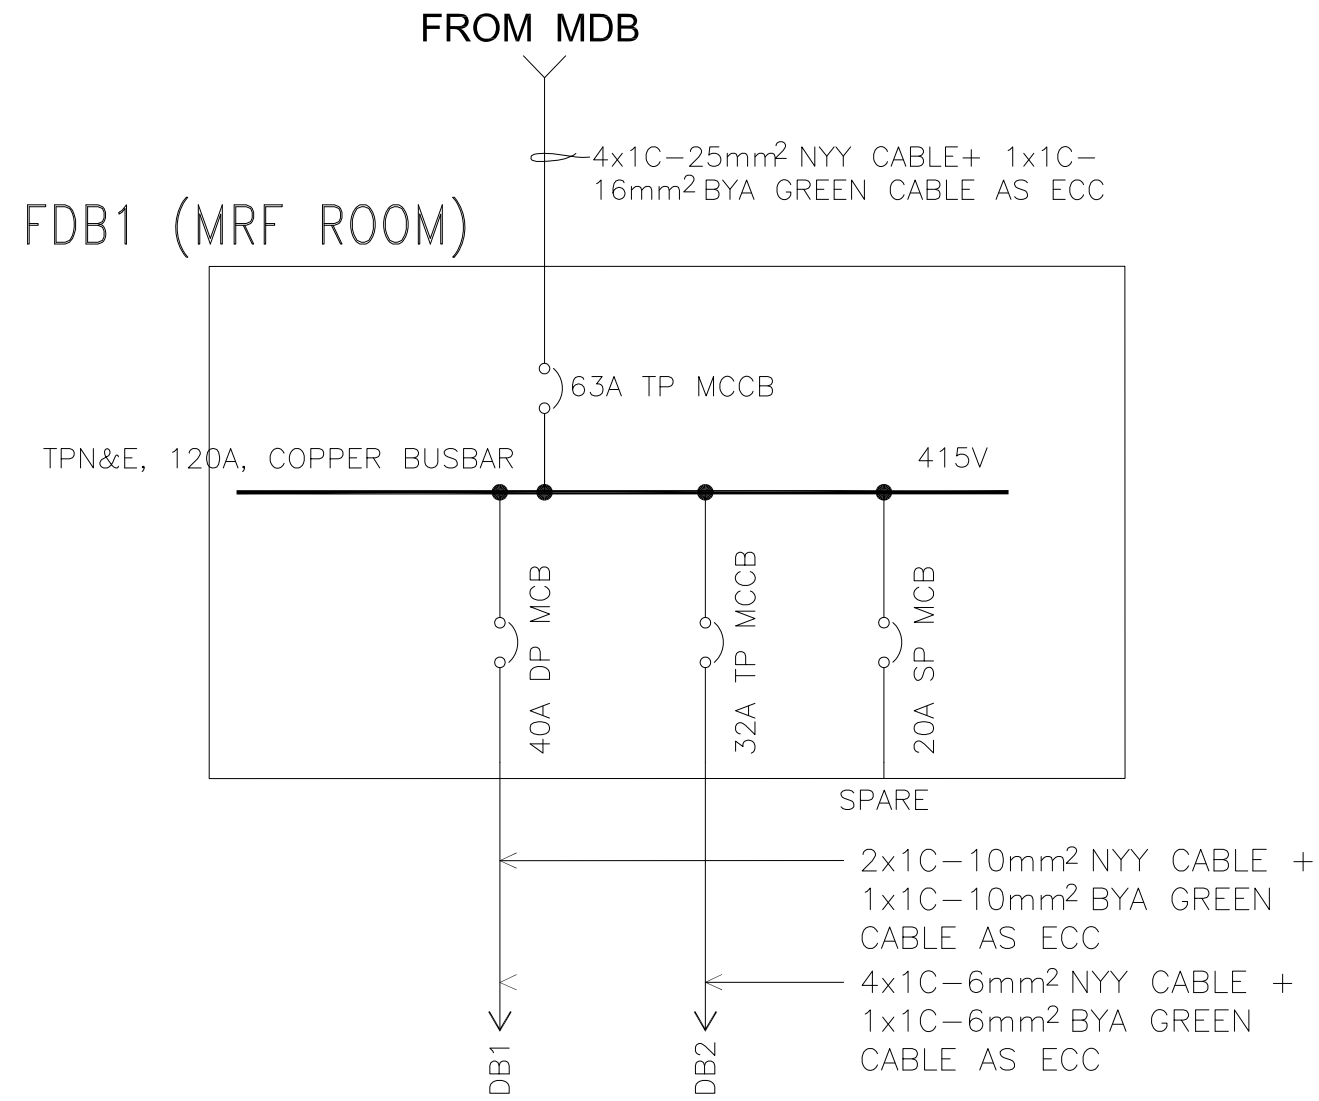 FROM MDB
4x1C-25mm² NYY CABLE+ 1x1C-
16mm² BYA GREEN CABLE AS ECC
FDB1 (MRF ROOM)
63A TP MCCB
TPN&E, 120A, COPPER BUSBAR
415V
40A DP MCB
32A TP MCCB
20A SP MCB
SPARE
2x1C-10mm² NYY CABLE +
1x1C-10mm² BYA GREEN
CABLE AS ECC
4x1C-6mm² NYY CABLE +
1x1C-6mm² BYA GREEN
CABLE AS ECC
DB1
DB2